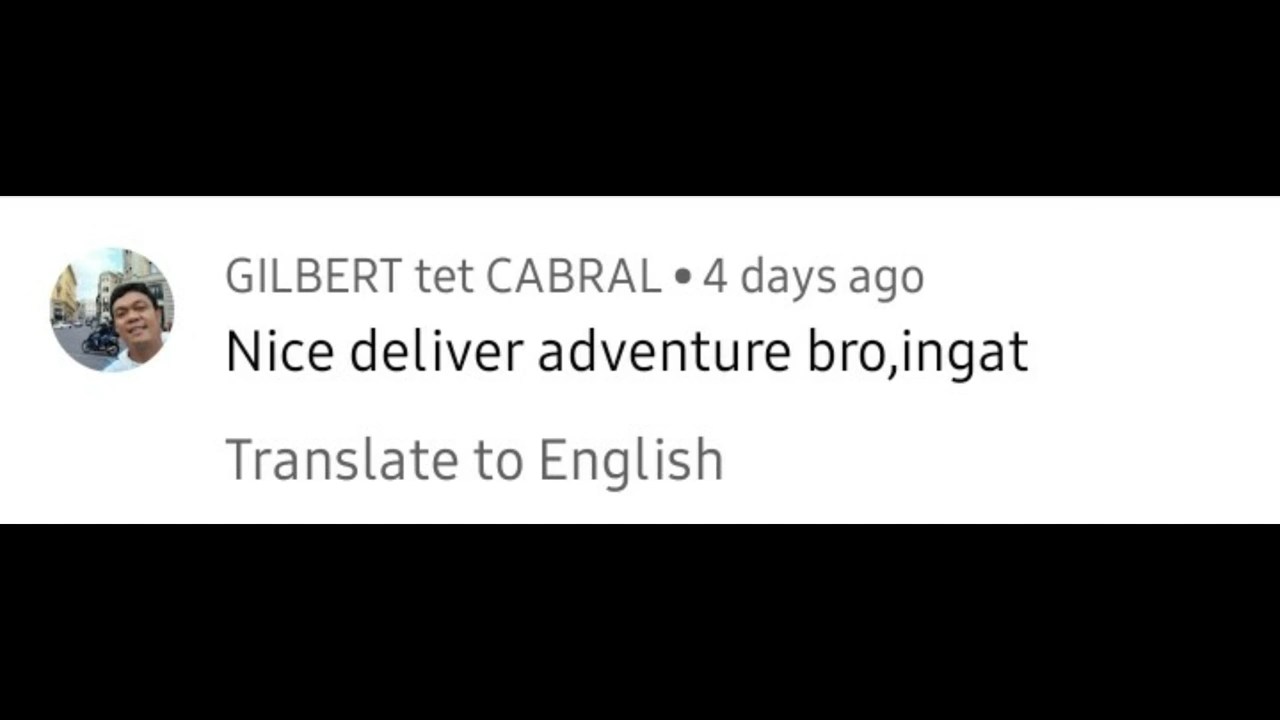 GILBERT tet CABRAL • 4 days ago
Nice deliver adventure bro,ingat
Translate to English